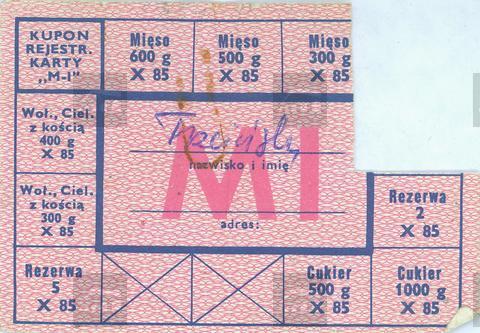 KUPON
REJESTR.
KARTY
„M-I"
Mięso
600 g
X 85
Mięso
500 g
X 85
Mięso
300 g
X 85
Woł., Ciel.
z kością
400 g
X 85
nazwisko i imię
MI
adres:
Woł., Ciel.
z kością
300 g
X 85
Rezerwa
2
X 85
Rezerwa
5
X 85
Cukier
500 g
X 85
Cukier
1000 g
X 85